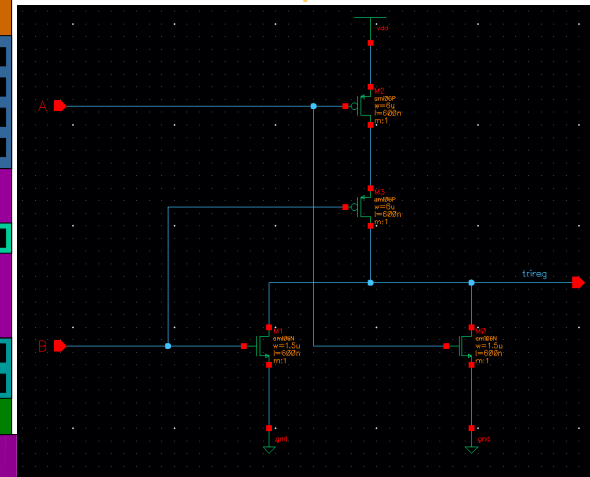 vdd
A
M2
ami06P
w=6u
l=600n
m:1
M3
ami06P
w=6u
l=600n
m:1
trireg
B
M1
ami06N
w=1.5u
l=600n
m:1
M0
ami06N
w=1.5u
l=600n
m:1
gnd
gnd